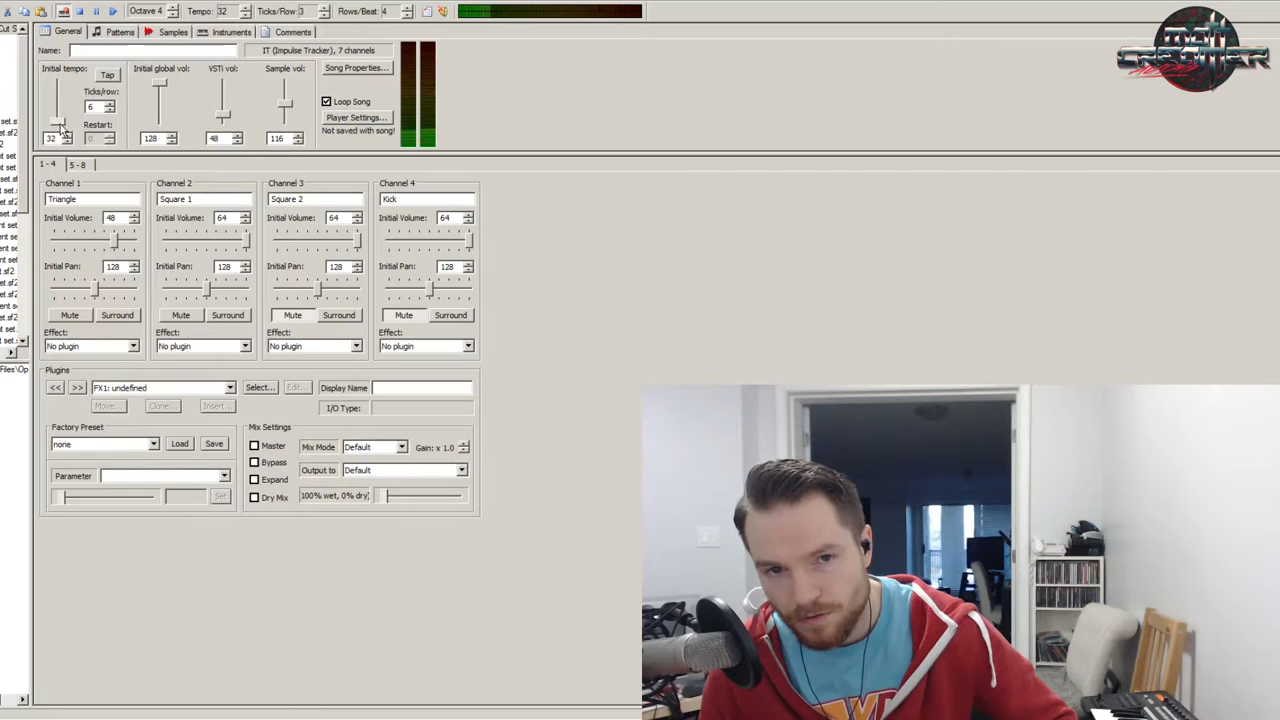 Octave 4 Tempo: 32 Ticks/Row: 3 Rows/Beat: 4
General Patterns Samples Instruments Comments
Name: IT (Impulse Tracker), 7 channels
Initial tempo: Tap Initial global vol: VSTi vol: Sample vol: Song Properties...
Ticks/row:
6 Loop Song
Restart: Player Settings...
Not saved with song!
32 0 128 48 116
1 - 4 5 - 8
Channel 1 Channel 2 Channel 3 Channel 4
Triangle Square 1 Square 2 Kick
Initial Volume: 48 Initial Volume: 64 Initial Volume: 64 Initial Volume: 64
Initial Pan: 128 Initial Pan: 128 Initial Pan: 128 Initial Pan: 128
Mute Surround Mute Surround Mute Surround Mute Surround
Effect: Effect: Effect: Effect:
No plugin No plugin No plugin No plugin
Plugins
<< >> FX1: undefined Select... Edit... Display Name
Move... Clone... Insert... I/O Type:
Factory Preset Mix Settings
none Load Save Master Mix Mode Default Gain: x 1.0
Bypass Output to Default
Parameter Expand
Set Dry Mix 100% wet, 0% dry